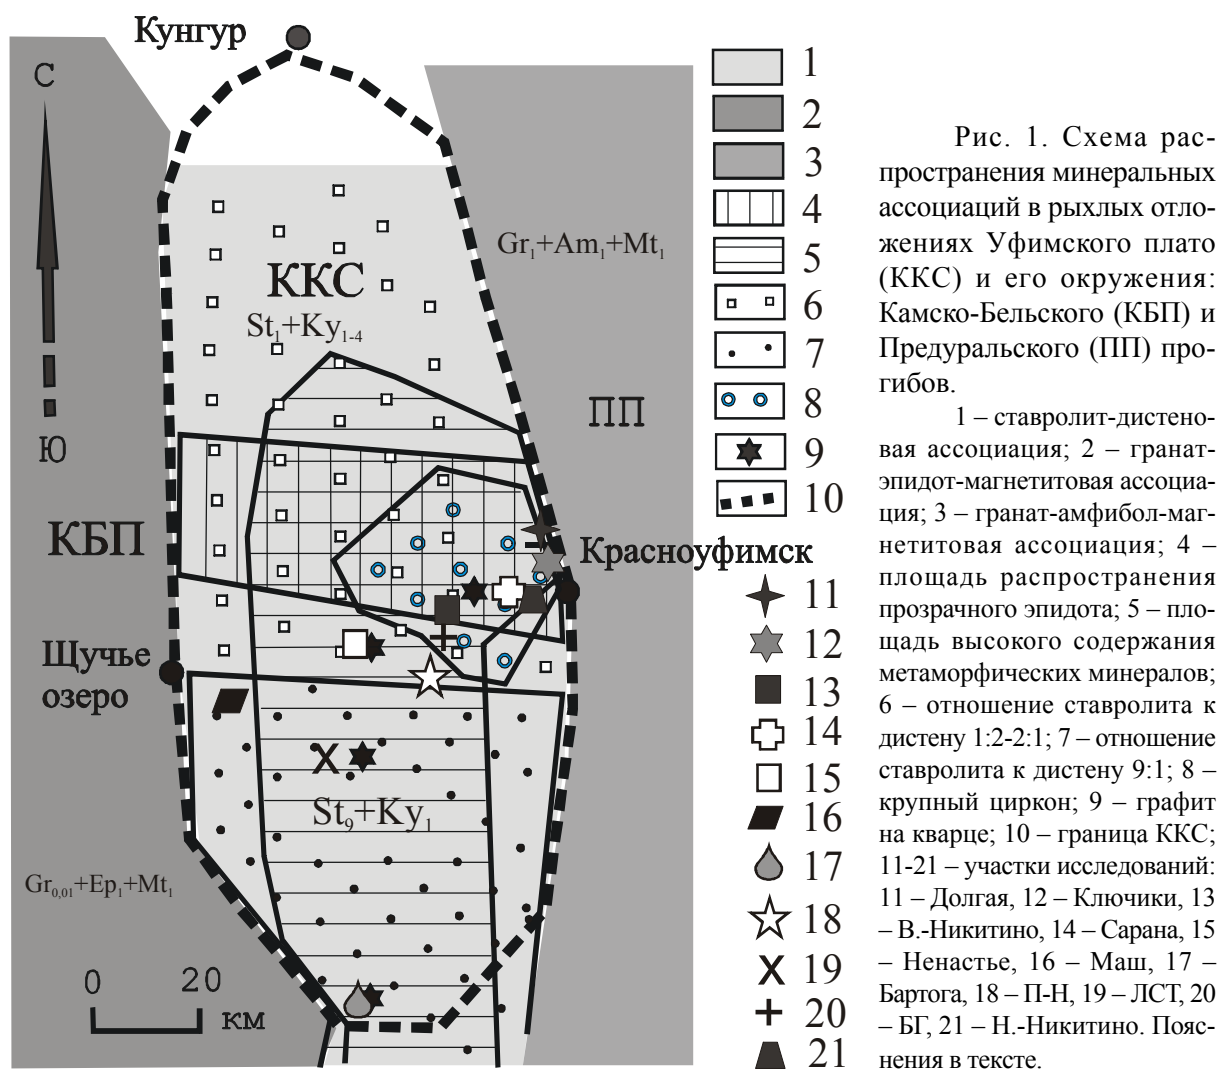 Кунгур
С
Ю
ККС
St1+Ky1-4
Gr1+Am1+Mt1
ПП
КБП
Красноуфимск
Щучье
озеро
St9+Ky1
Gr0,01+Ep1+Mt1
0 20
км
1
2
3
4
5
6
7
8
9
10
11
12
13
14
15
16
17
18
19
20
21
Рис. 1. Схема рас-
пространения минеральных
ассоциаций в рыхлых отло-
жениях Уфимского плато
(ККС) и его окружения:
Камско-Бельского (КБП) и
Предуральского (ПП) про-
гибов.
1 – ставролит-дистено-
вая ассоциация; 2 – гранат-
эпидот-магнетитовая ассоциа-
ция; 3 – гранат-амфибол-маг-
нетитовая ассоциация; 4 –
площадь распространения
прозрачного эпидота; 5 – пло-
щадь высокого содержания
метаморфических минералов;
6 – отношение ставролита к
дистену 1:2-2:1; 7 – отношение
ставролита к дистену 9:1; 8 –
крупный циркон; 9 – графит
на кварце; 10 – граница ККС;
11-21 – участки исследований:
11 – Долгая, 12 – Ключики, 13
– В.-Никитино, 14 – Сарана, 15
– Ненастье, 16 – Маш, 17 –
Бартога, 18 – П-Н, 19 – ЛСТ, 20
– БГ, 21 – Н.-Никитино. Пояс-
нения в тексте.